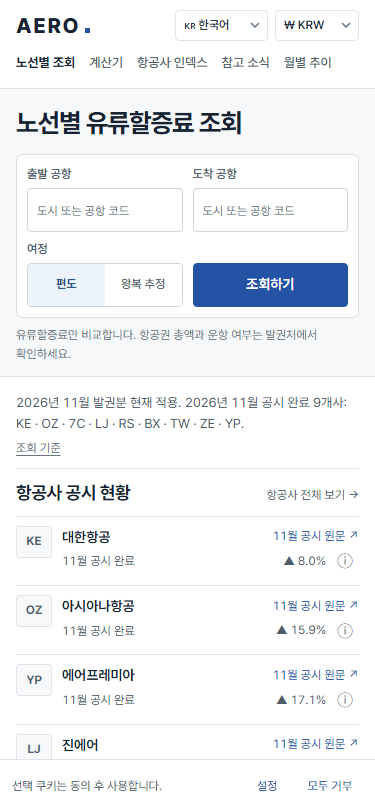 AERO.
KR 한국어
₩ KRW
노선별 조회 계산기 항공사 인덱스 참고 소식 월별 추이
노선별 유류할증료 조회
출발 공항 도착 공항
도시 또는 공항 코드 도시 또는 공항 코드
여정
편도 왕복 추정 조회하기
유류할증료만 비교합니다. 항공권 총액과 운항 여부는 발권처에서
확인하세요.
2026년 11월 발권분 현재 적용. 2026년 11월 공시 완료 9개사:
KE · OZ · 7C · LJ · RS · BX · TW · ZE · YP.
조회 기준
항공사 공시 현황 항공사 전체 보기 →
KE 대한항공 11월 공시 원문 ↗
11월 공시 완료 ▲ 8.0% ⓘ
OZ 아시아나항공 11월 공시 원문 ↗
11월 공시 완료 ▲ 15.9% ⓘ
YP 에어프레미아 11월 공시 원문 ↗
11월 공시 완료 ▲ 17.1% ⓘ
LJ 진에어 11월 공시 원문 ↗
선택 쿠키는 동의 후 사용합니다. 설정 모두 거부